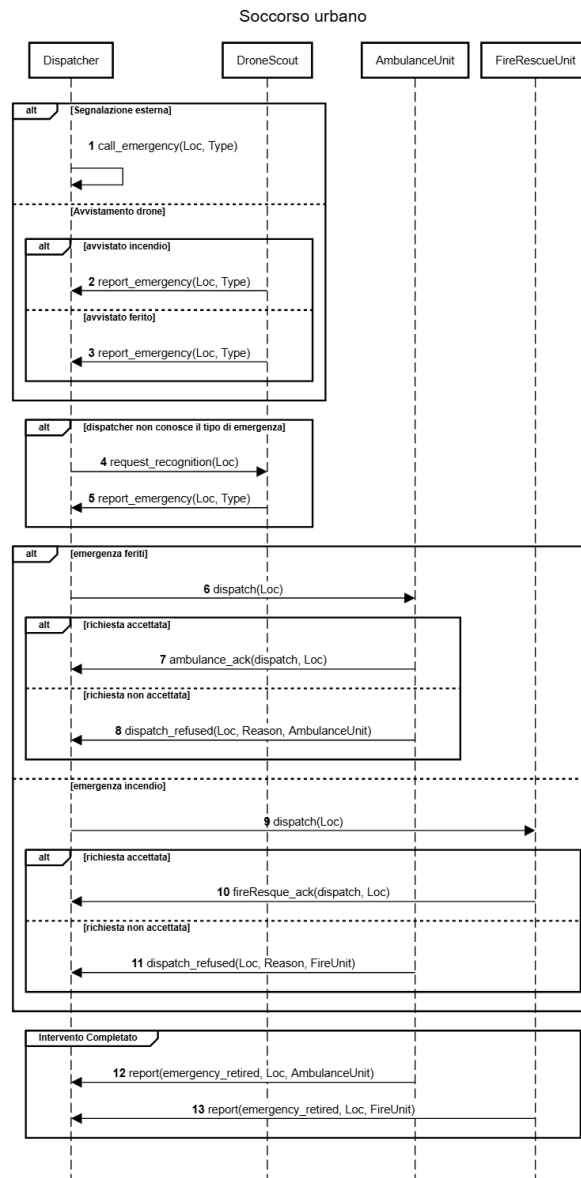 Soccorso urbano
Dispatcher DroneScout AmbulanceUnit FireRescueUnit
alt [Segnalazione esterna]
1 call_emergency(Loc, Type)
[Avvistamento drone]
alt [avvistato incendio]
2 report_emergency(Loc, Type)
[avvistato ferito]
3 report_emergency(Loc, Type)
alt [dispatcher non conosce il tipo di emergenza]
4 request_recognition(Loc)
5 report_emergency(Loc, Type)
alt [emergenza feriti]
6 dispatch(Loc)
alt [richiesta accettata]
7 ambulance_ack(dispatch, Loc)
[richiesta non accettata]
8 dispatch_refused(Loc, Reason, AmbulanceUnit)
[emergenza incendio]
9 dispatch(Loc)
alt [richiesta accettata]
10 fireResque_ack(dispatch, Loc)
[richiesta non accettata]
11 dispatch_refused(Loc, Reason, FireUnit)
Intervento Completato
12 report(emergency_retired, Loc, AmbulanceUnit)
13 report(emergency_retired, Loc, FireUnit)